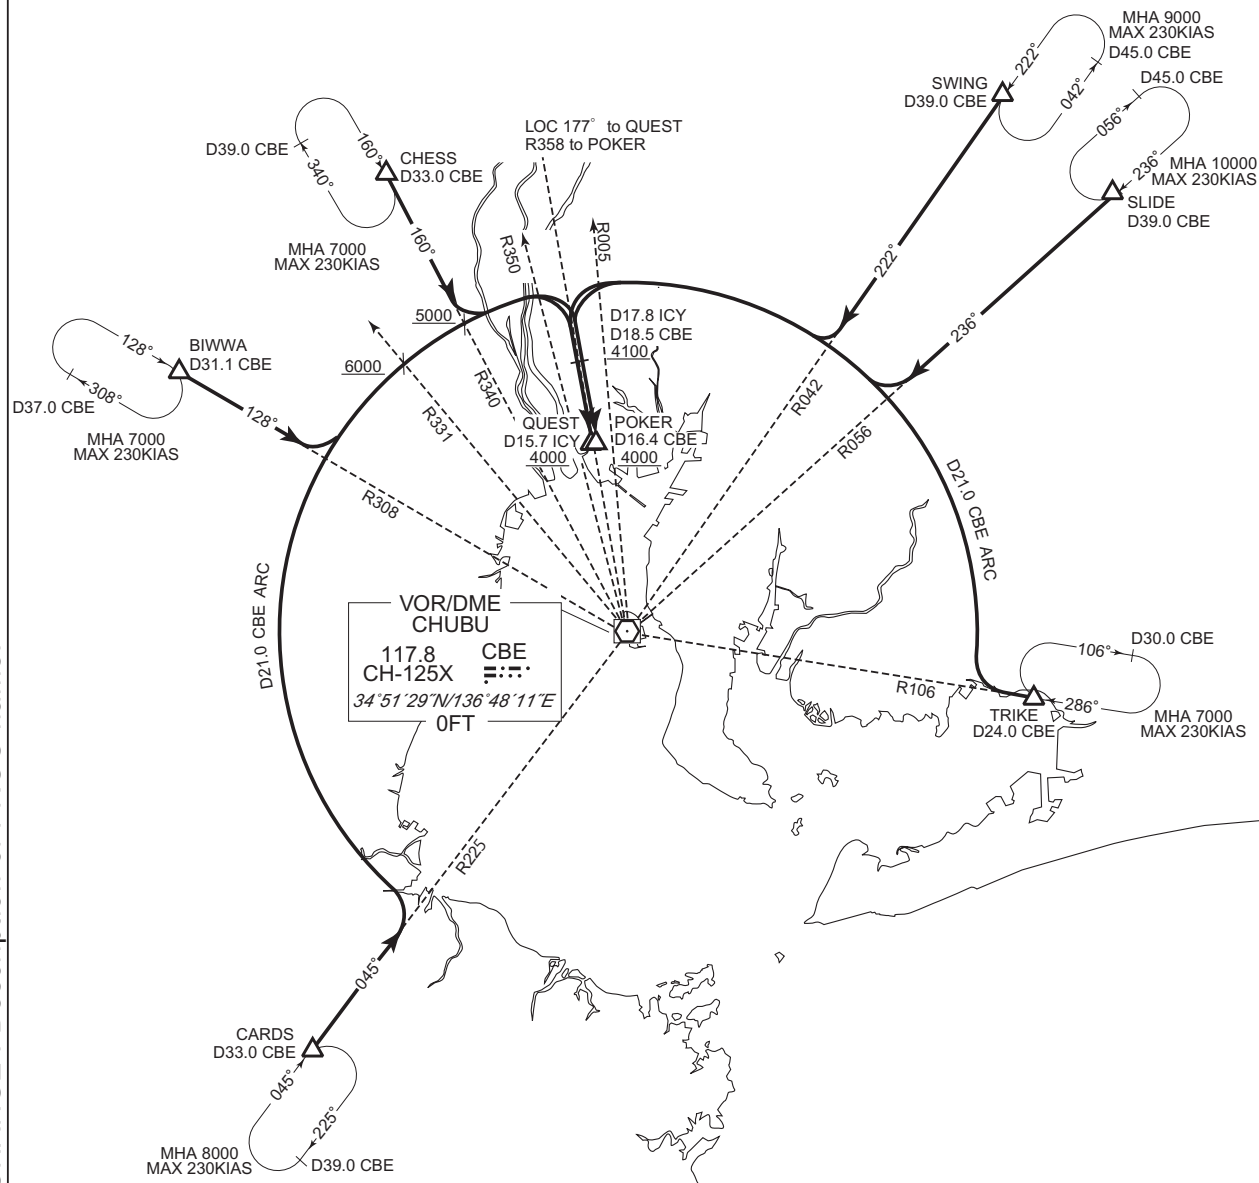 MHA 9000
MAX 230KIAS
D45.0 CBE
222°
042°
SWING
D39.0 CBE
D45.0 CBE
056°
236°
MHA 10000
MAX 230KIAS
SLIDE
D39.0 CBE
LOC 177° to QUEST
R358 to POKER
D39.0 CBE
160°
340°
CHESS
D33.0 CBE
MHA 7000
MAX 230KIAS
160°
R350
R005
222°
236°
5000
6000
D17.8 ICY
D18.5 CBE
4100
128°
308°
BIWWA
D31.1 CBE
D37.0 CBE
MHA 7000
MAX 230KIAS
128°
R331
R340
R042
R056
QUEST
D15.7 ICY
4000
POKER
D16.4 CBE
4000
R308
D21.0 CBE ARC
D21.0 CBE ARC
VOR/DME
CHUBU
117.8
CH-125X
CBE
34°51′29″N/136°48′11″E
0FT
R106
106°
D30.0 CBE
286°
TRIKE
D24.0 CBE
MHA 7000
MAX 230KIAS
R225
045°
CARDS
D33.0 CBE
045°
225°
MHA 8000
MAX 230KIAS
D39.0 CBE